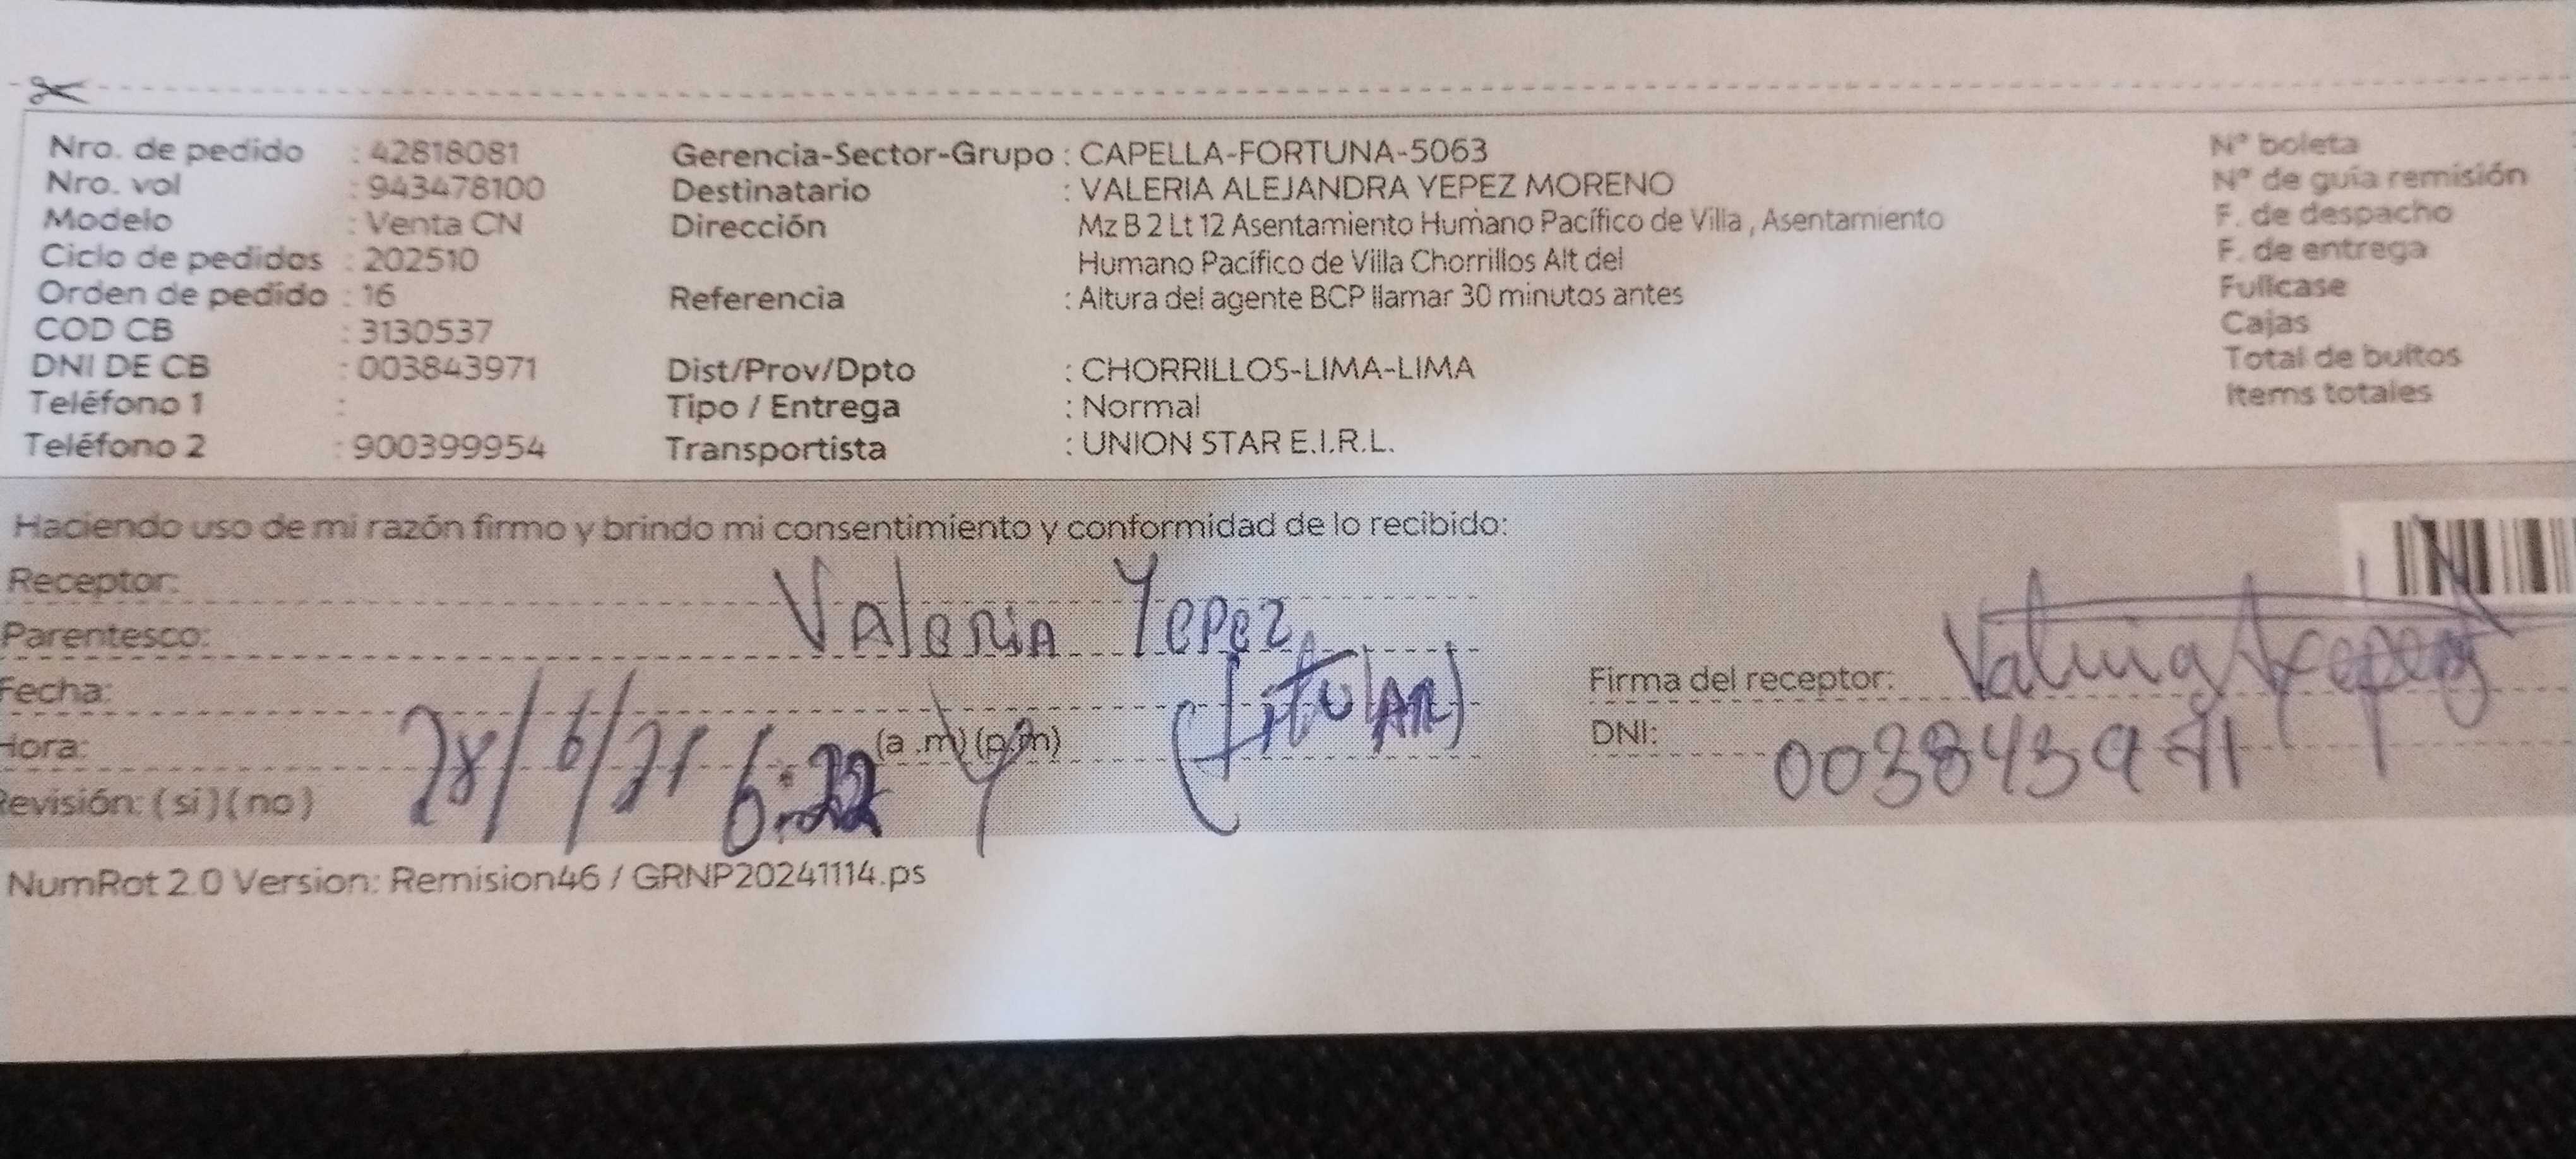 Nro. de pedido : 42818081
Nro. vol : 943478100
Modelo : Venta CN
Ciclo de pedidos : 202510
Orden de pedido : 16
COD CB : 3130537
DNI DE CB : 003843971
Teléfono 1 :
Teléfono 2 : 900399954
Gerencia-Sector-Grupo : CAPELLA-FORTUNA-5063
Destinatario : VALERIA ALEJANDRA YEPEZ MORENO
Dirección Mz B 2 Lt 12 Asentamiento Humano Pacífico de Villa , Asentamiento
Humano Pacífico de Villa Chorrillos Alt del
Referencia : Altura del agente BCP llamar 30 minutos antes
Dist/Prov/Dpto : CHORRILLOS-LIMA-LIMA
Tipo / Entrega : Normal
Transportista : UNION STAR E.I.R.L.
N° boleta
N° de guía remisión
F. de despacho
F. de entrega
Fullcase
Cajas
Total de bultos
Items totales
Haciendo uso de mi razón firmo y brindo mi consentimiento y conformidad de lo recibido:
Receptor: Valeria Yepez
Parentesco: (titular)
Fecha:
Hora: 6:22 (a .m) (p.m)
Revisión: ( si ) ( no )
Firma del receptor:
DNI: 003843971
NumRot 2.0 Version: Remision46 / GRNP20241114.ps